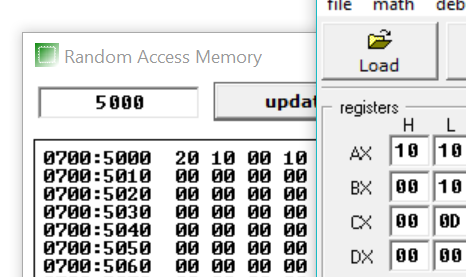 file math deb
Load
Random Access Memory
5000 updat
registers
H L
AX 10 10
BX 00 10
CX 00 0D
DX 00 00
0700:5000 20 10 00 10
0700:5010 00 00 00 00
0700:5020 00 00 00 00
0700:5030 00 00 00 00
0700:5040 00 00 00 00
0700:5050 00 00 00 00
0700:5060 00 00 00 00